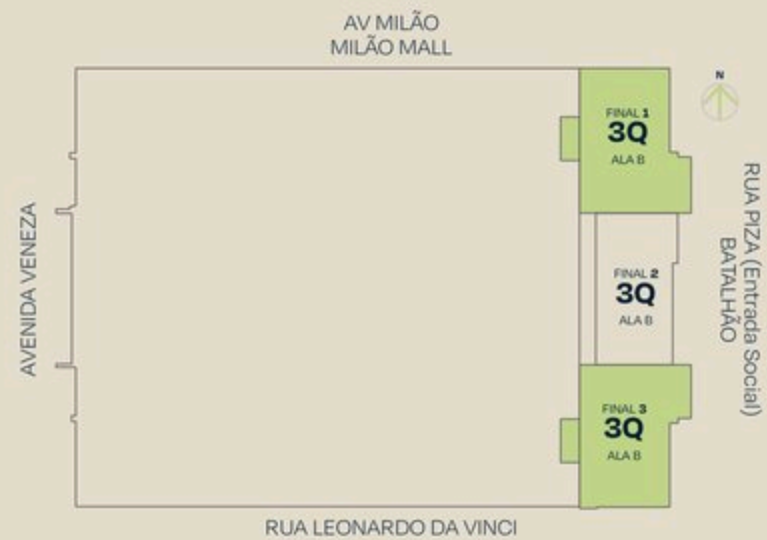 AV MILÃO
MILÃO MALL
N
FINAL 1
3Q
ALA B
AVENIDA VENEZA
RUA PIZA (Entrada Social)
BATALHÃO
FINAL 2
3Q
ALA B
FINAL 3
3Q
ALA B
RUA LEONARDO DA VINCI